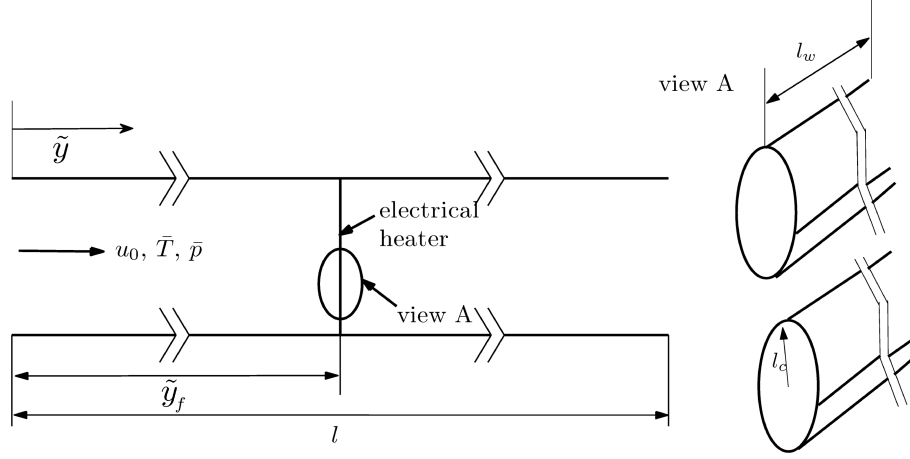 l_w
view A
ỹ
electrical
heater
u_0, T̄, p̄
view A
l_c
ỹ_f
l